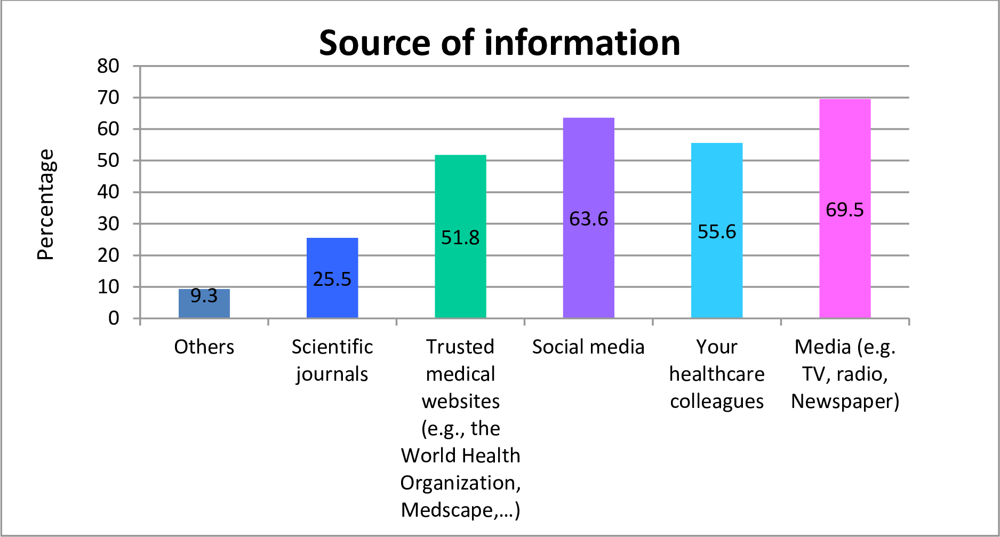 Source of information
Percentage
80
70
60
50
40
30
20
10
0
9.3
25.5
51.8
63.6
55.6
69.5
Others
Scientific
journals
Trusted
medical
websites
(e.g., the
World Health
Organization,
Medscape,...)
Social media
Your
healthcare
colleagues
Media (e.g.
TV, radio,
Newspaper)